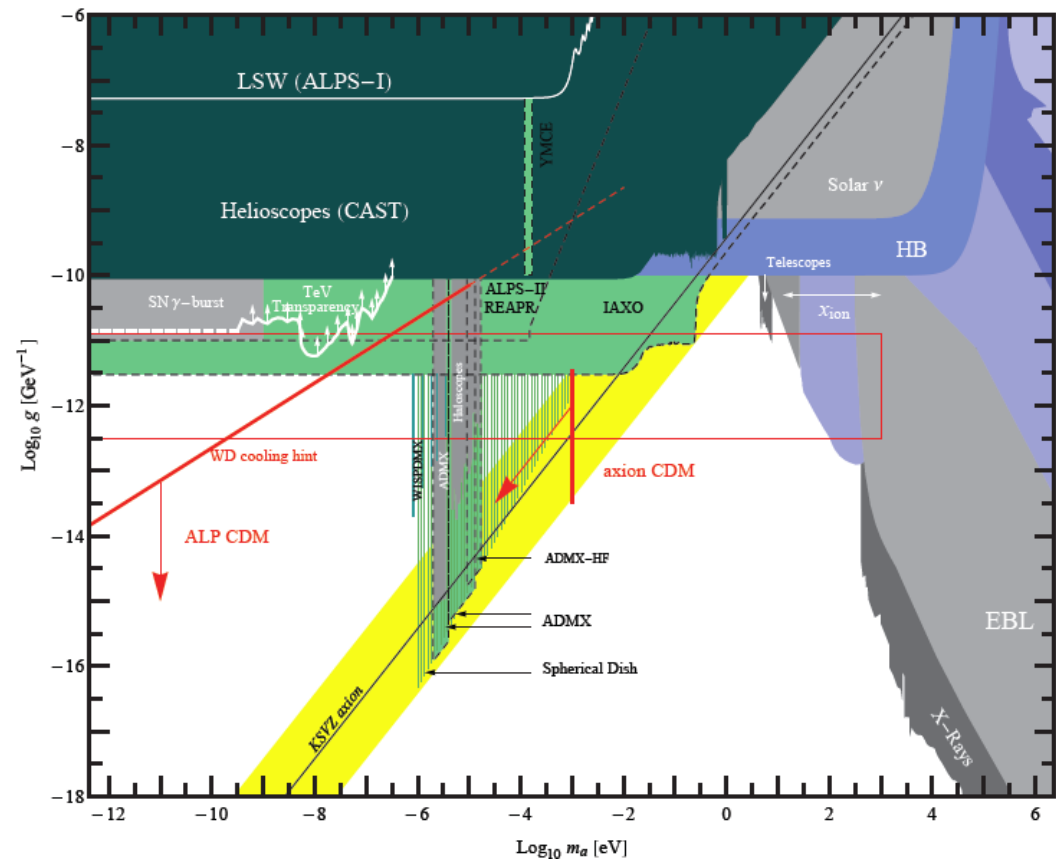 −6
LSW (ALPS−I)
YMCE
−8
Helioscopes (CAST)
Solar ν
HB
−10
SN γ−burst
TeV
Transparency
ALPS−II
REAPR
IAXO
Telescopes
x_ion
Haloscopes
−12
WD cooling hint
WISPDMX
ADMX
axion CDM
ALP CDM
−14
ADMX−HF
ADMX
EBL
−16
Spherical Dish
KSVZ axion
X−Rays
−18
−12 −10 −8 −6 −4 −2 0 2 4 6
Log₁₀ g [GeV⁻¹]
Log₁₀ mₐ [eV]